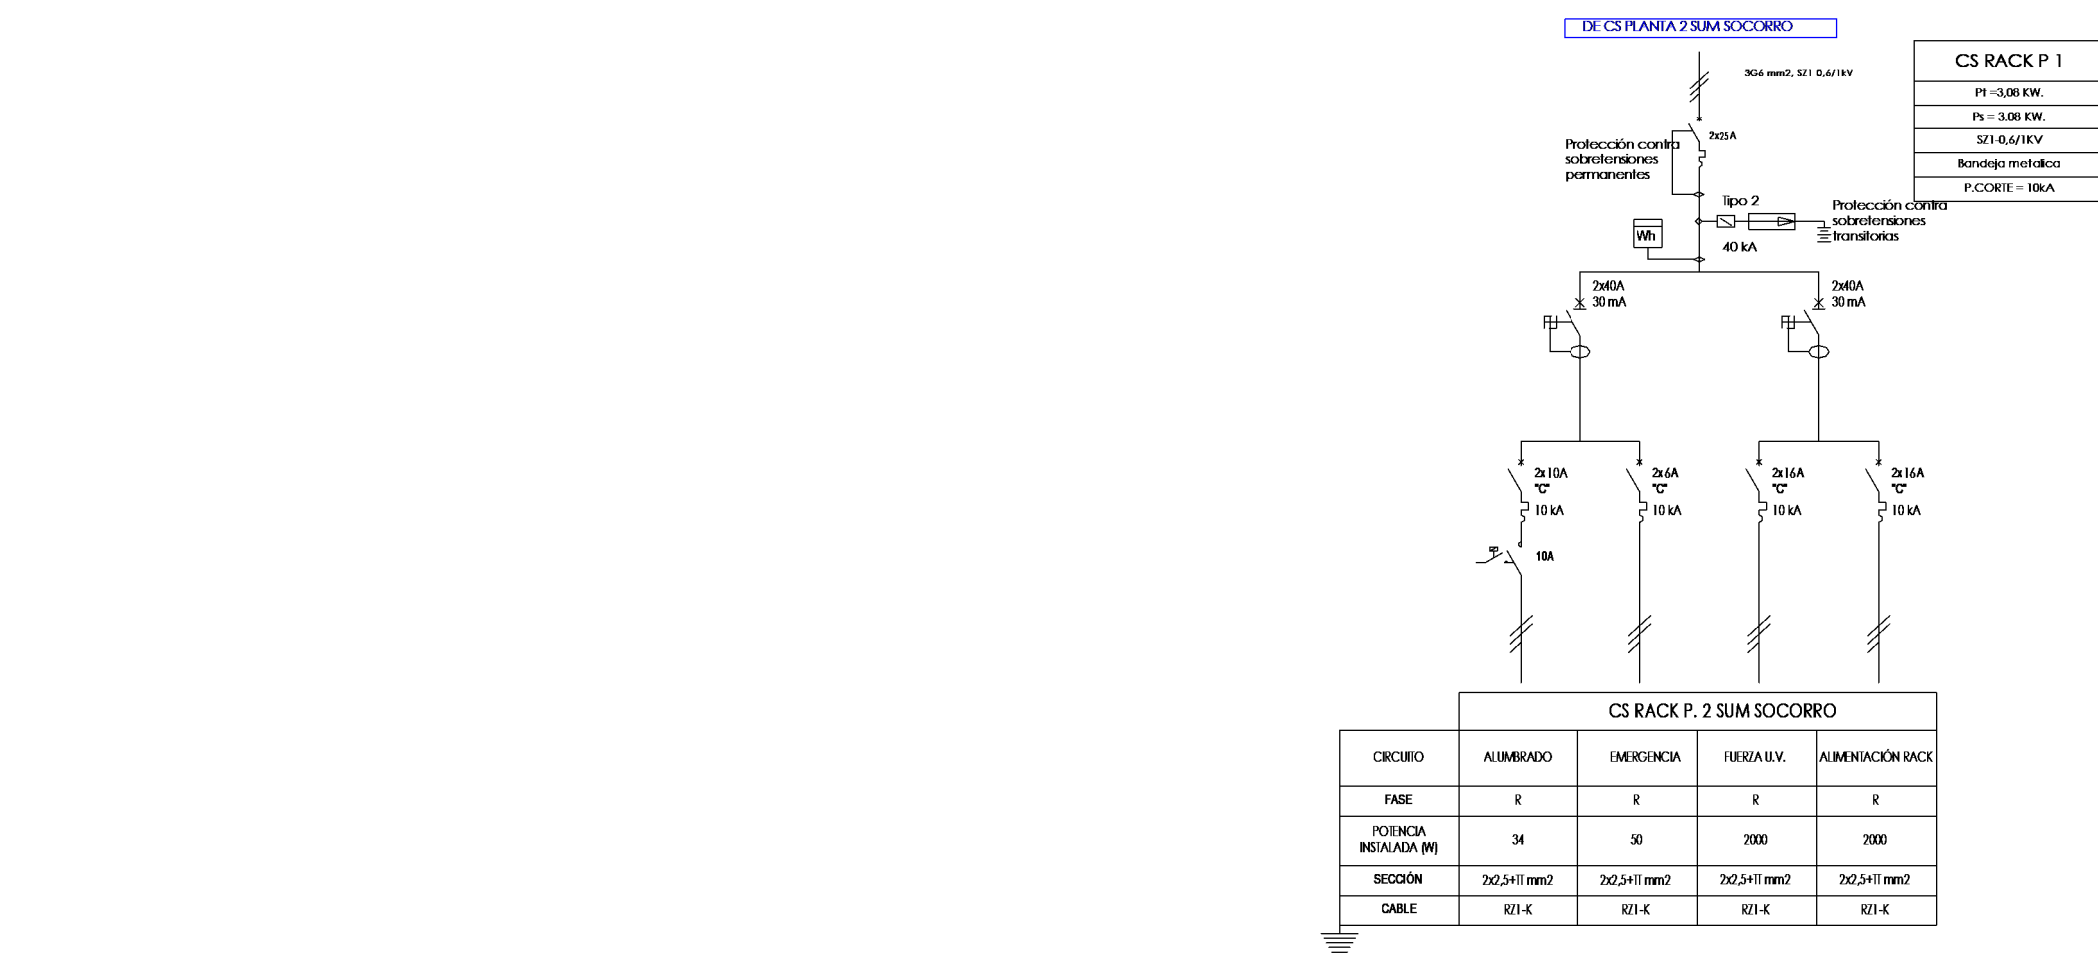 DE CS PLANTA 2 SUM SOCORRO
3G6 mm2, SZ1 0,6/1kV
CS RACK P 1
Pt =3,08 KW.
Ps = 3.08 KW.
SZ1-0,6/1KV
Bandeja metalica
P.CORTE = 10kA
2x25A
Protección contra
sobretensiones
permanentes
Tipo 2
40 kA
Protección contra
sobretensiones
transitorias
Wh
2x40A
30 mA
2x40A
30 mA
2x10A
"C"
10 kA
2x6A
"C"
10 kA
2x16A
"C"
10 kA
2x16A
"C"
10 kA
10A
CS RACK P. 2 SUM SOCORRO
CIRCUITO ALUMBRADO EMERGENCIA FUERZA U.V. ALIMENTACIÓN RACK
FASE R R R R
POTENCIA
INSTALADA (W) 34 50 2000 2000
SECCIÓN 2x2,5+TT mm2 2x2,5+TT mm2 2x2,5+TT mm2 2x2,5+TT mm2
CABLE RZ1-K RZ1-K RZ1-K RZ1-K